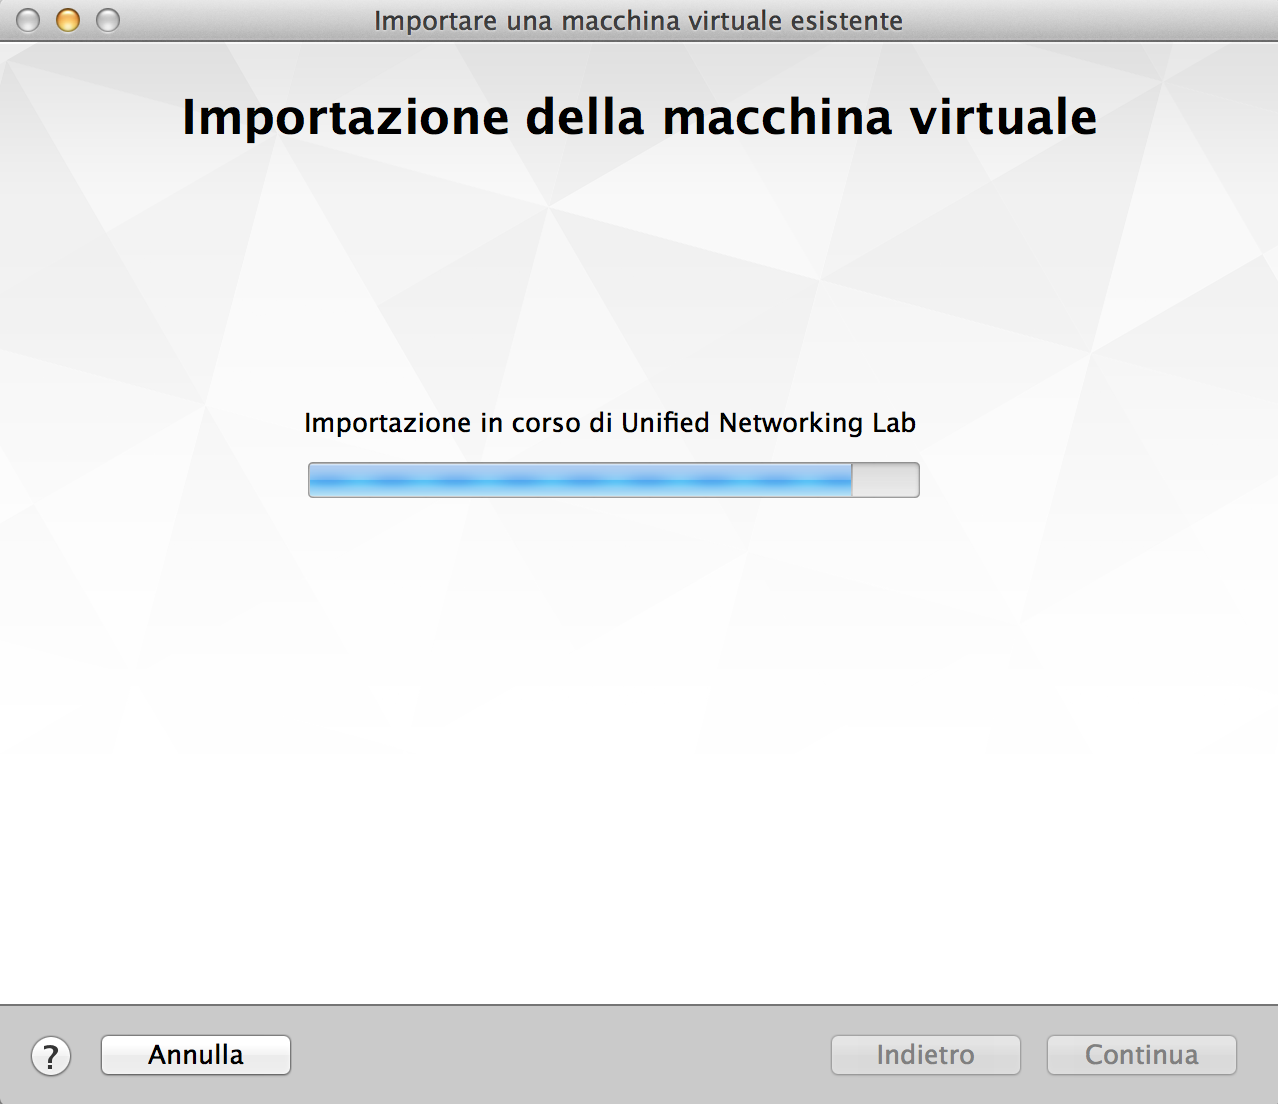 Importare una macchina virtuale esistente
Importazione della macchina virtuale
Importazione in corso di Unified Networking Lab
? Annulla Indietro Continua